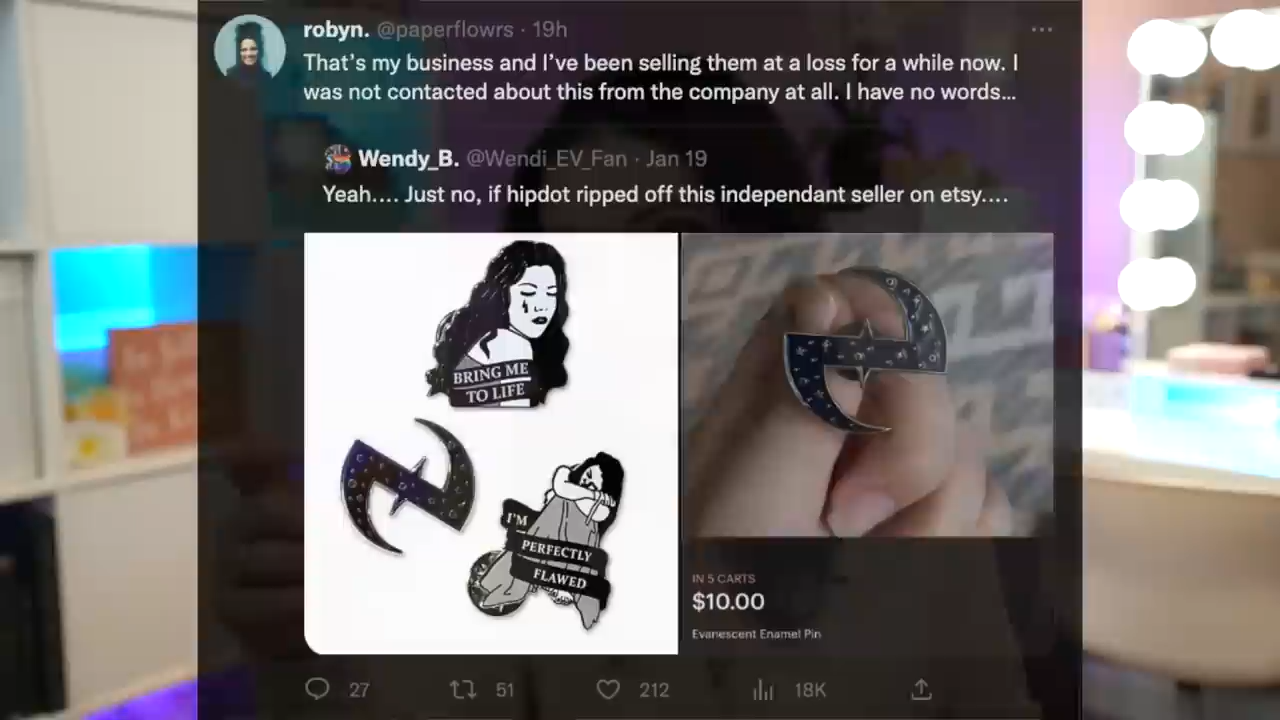 robyn. @paperflowrs · 19h
That's my business and I've been selling them at a loss for a while now. I
was not contacted about this from the company at all. I have no words...
Wendy_B. @Wendi_EV_Fan · Jan 19
Yeah.... Just no, if hipdot ripped off this independant seller on etsy....
BRING ME
TO LIFE
I'M
PERFECTLY
FLAWED
IN 5 CARTS
$10.00
Evanescent Enamel Pin
27 51 212 18K